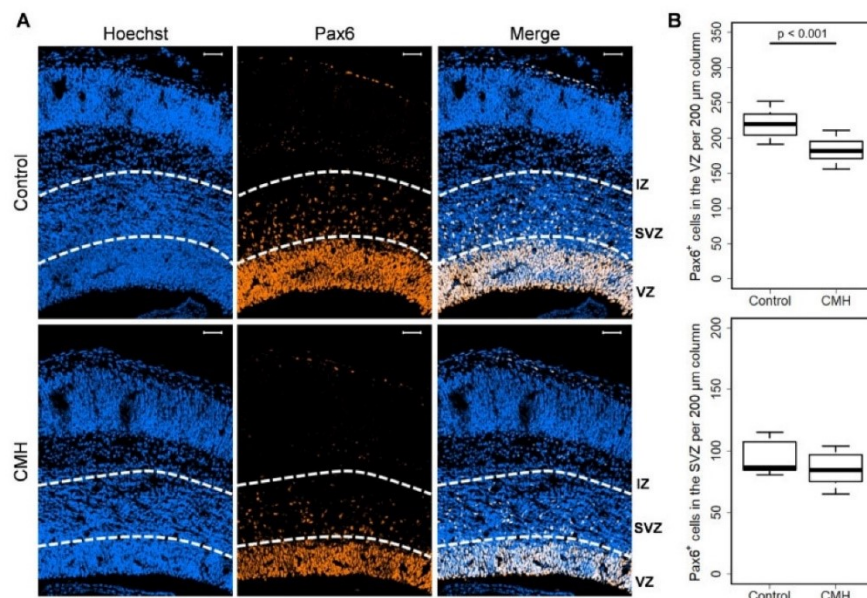 A
Hoechst
Pax6
Merge
Control
IZ
SVZ
VZ
CMH
IZ
SVZ
VZ
B
Pax6+ cells in the VZ per 200 µm column
350
300
250
200
150
100
50
0
p < 0.001
Control
CMH
Pax6+ cells in the SVZ per 200 µm column
200
150
100
50
0
Control
CMH